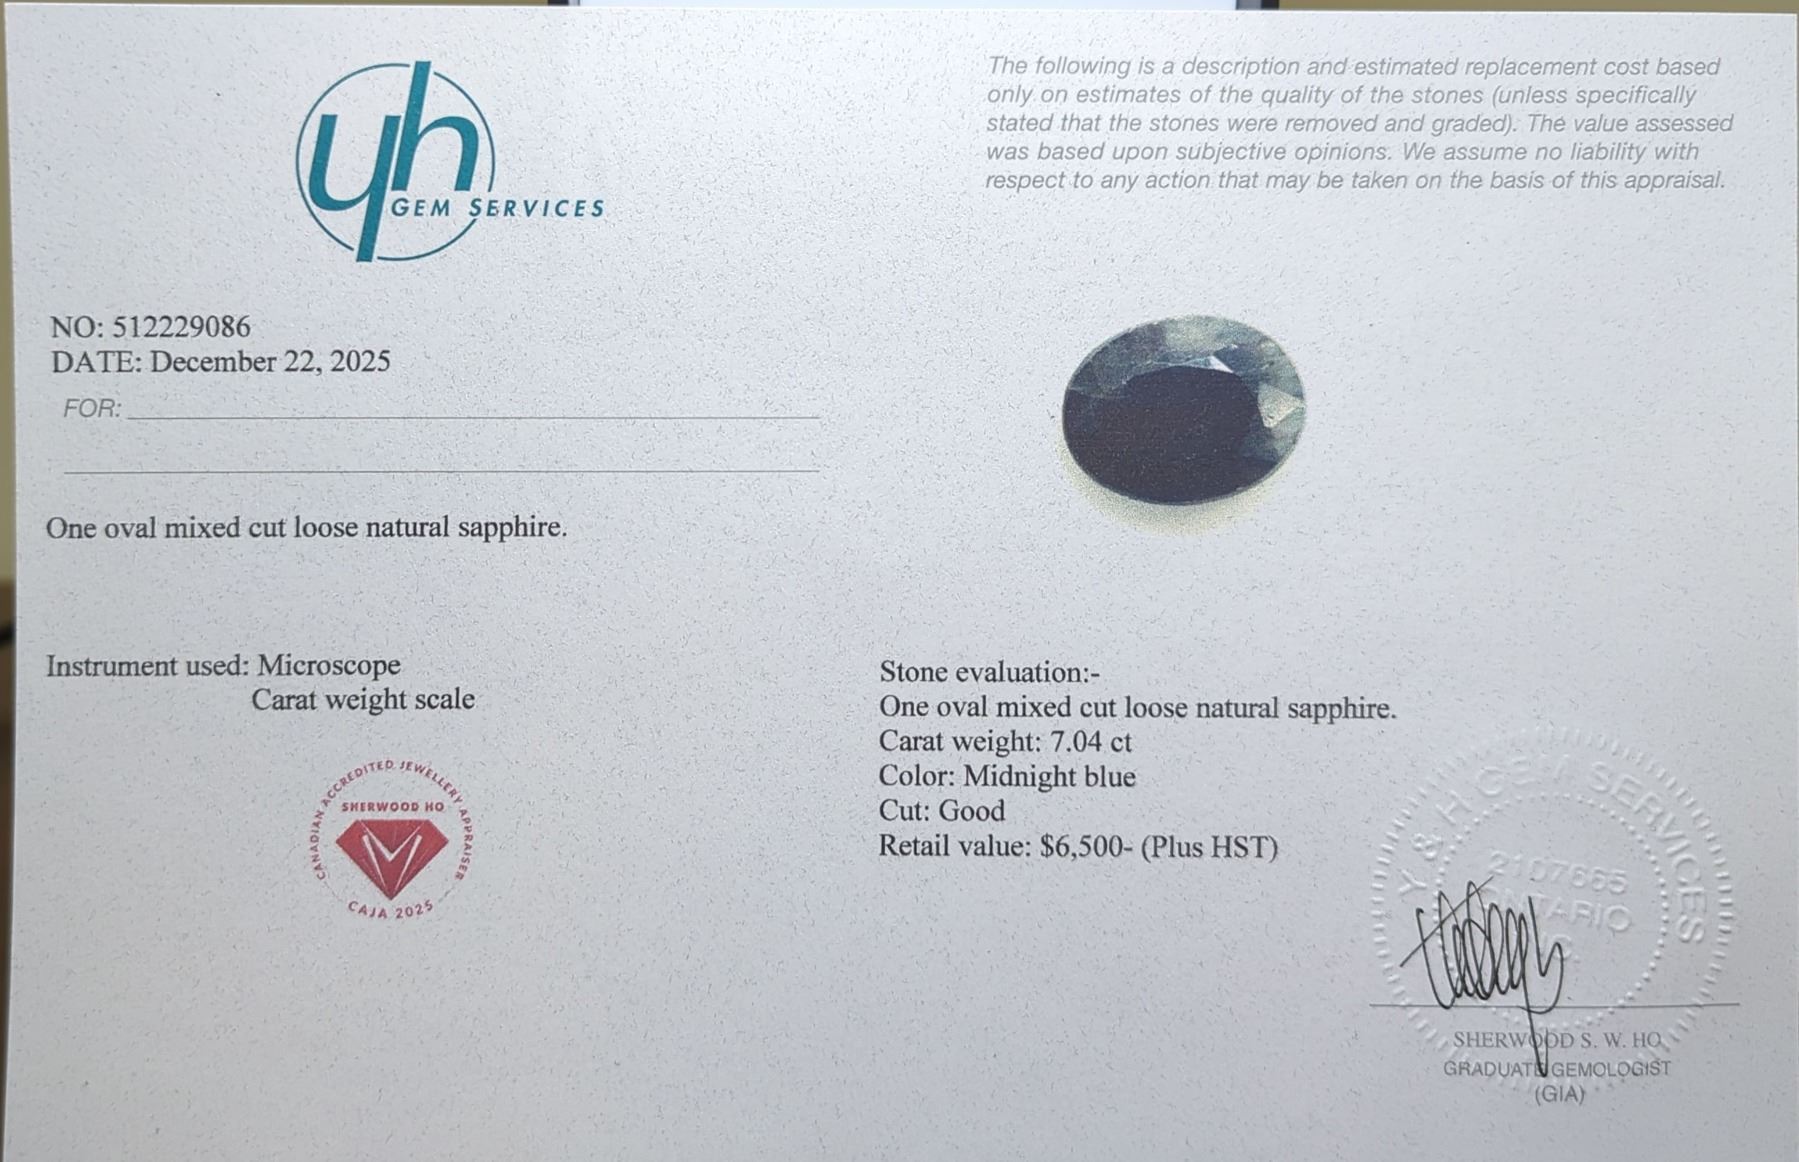 yh
GEM SERVICES
The following is a description and estimated replacement cost based
only on estimates of the quality of the stones (unless specifically
stated that the stones were removed and graded). The value assessed
was based upon subjective opinions. We assume no liability with
respect to any action that may be taken on the basis of this appraisal.
NO: 512229086
DATE: December 22, 2025
FOR:
One oval mixed cut loose natural sapphire.
Instrument used: Microscope
Carat weight scale
CANADIAN ACCREDITED JEWELLERY APPRAISER
SHERWOOD HO
CAJA 2025
Stone evaluation:-
One oval mixed cut loose natural sapphire.
Carat weight: 7.04 ct
Color: Midnight blue
Cut: Good
Retail value: $6,500- (Plus HST)
Y & H GEM SERVICES
2107665
ONTARIO
SHERWOOD S. W. HO
GRADUATE GEMOLOGIST
(GIA)